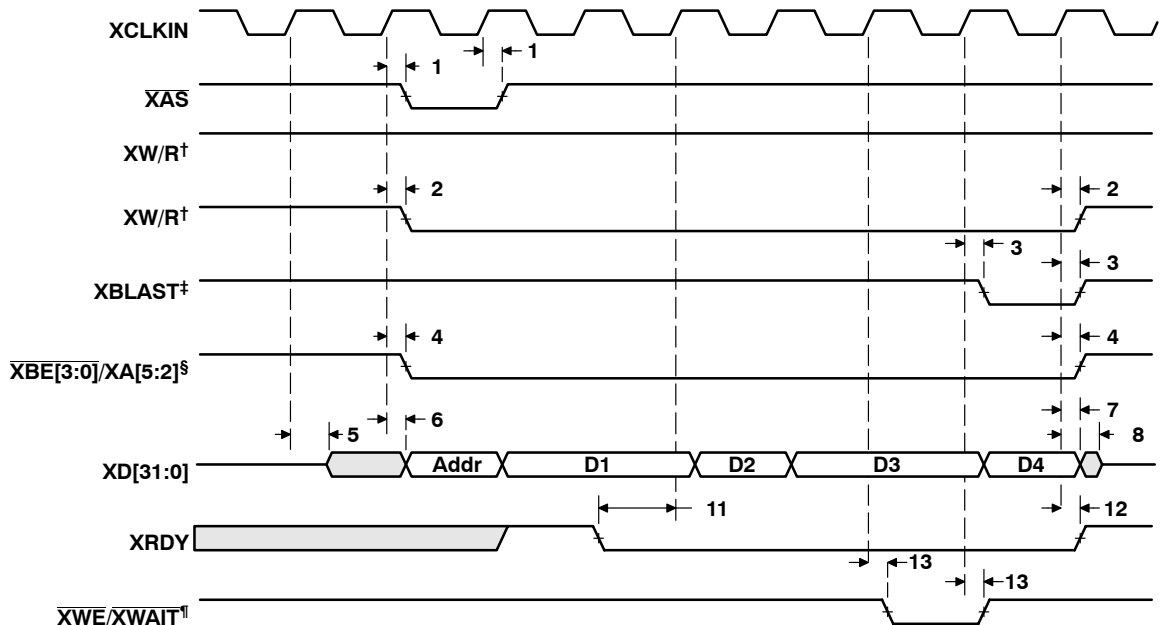 XCLKIN
1
1
XAS
XW/R†
2
2
XW/R†
3
3
XBLAST‡
4
4
XBE[3:0]/XA[5:2]§
6
7
5
8
XD[31:0]
Addr
D1
D2
D3
D4
11
12
XRDY
13
13
XWE/XWAIT¶